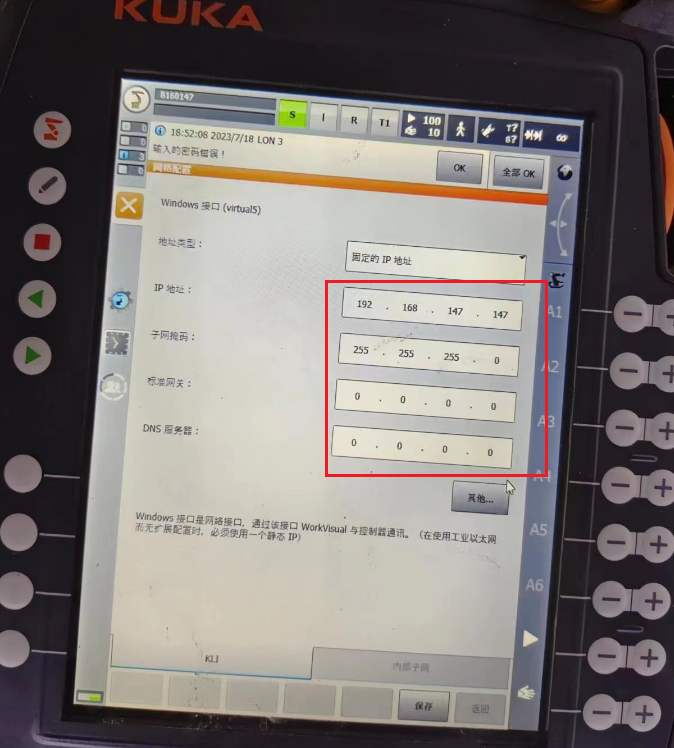 KUKA
B160147
S I R T1
100
10
18:52:08 2023/7/18 LON 3
输入的密码错误！
OK
全部 OK
网络配置
Windows 接口 (virtual5)
地址类型：
固定的 IP 地址
IP 地址：
192 . 168 . 147 . 147
A1
子网掩码：
255 . 255 . 255 . 0
A2
标准网关：
0 . 0 . 0 . 0
A3
DNS 服务器：
0 . 0 . 0 . 0
A4
其他...
Windows 接口是网络接口，通过该接口 WorkVisual 与控制器通讯。（在使用工业以太网
而无扩展配置时，必须使用一个静态 IP）
A5
A6
KLI
内部子网
保存
返回